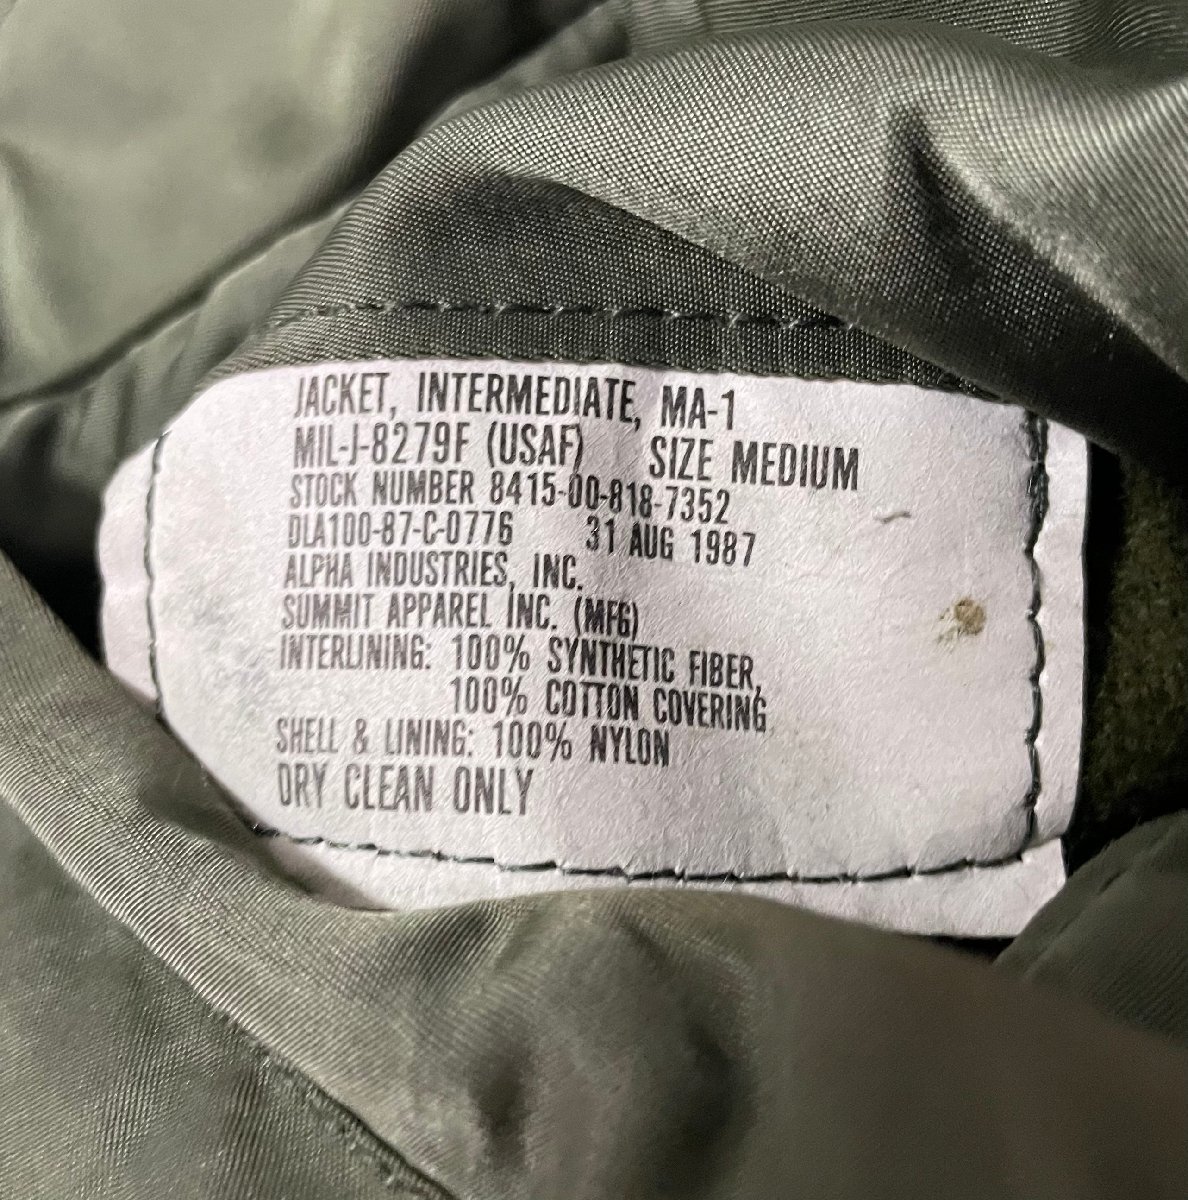 JACKET, INTERMEDIATE, MA-1
MIL-J-8279F (USAF) SIZE MEDIUM
STOCK NUMBER 8415-00-818-7352
DLA100-87-C-0776 31 AUG 1987
ALPHA INDUSTRIES, INC.
SUMMIT APPAREL INC. (MFG)
INTERLINING: 100% SYNTHETIC FIBER,
100% COTTON COVERING
SHELL & LINING: 100% NYLON
DRY CLEAN ONLY